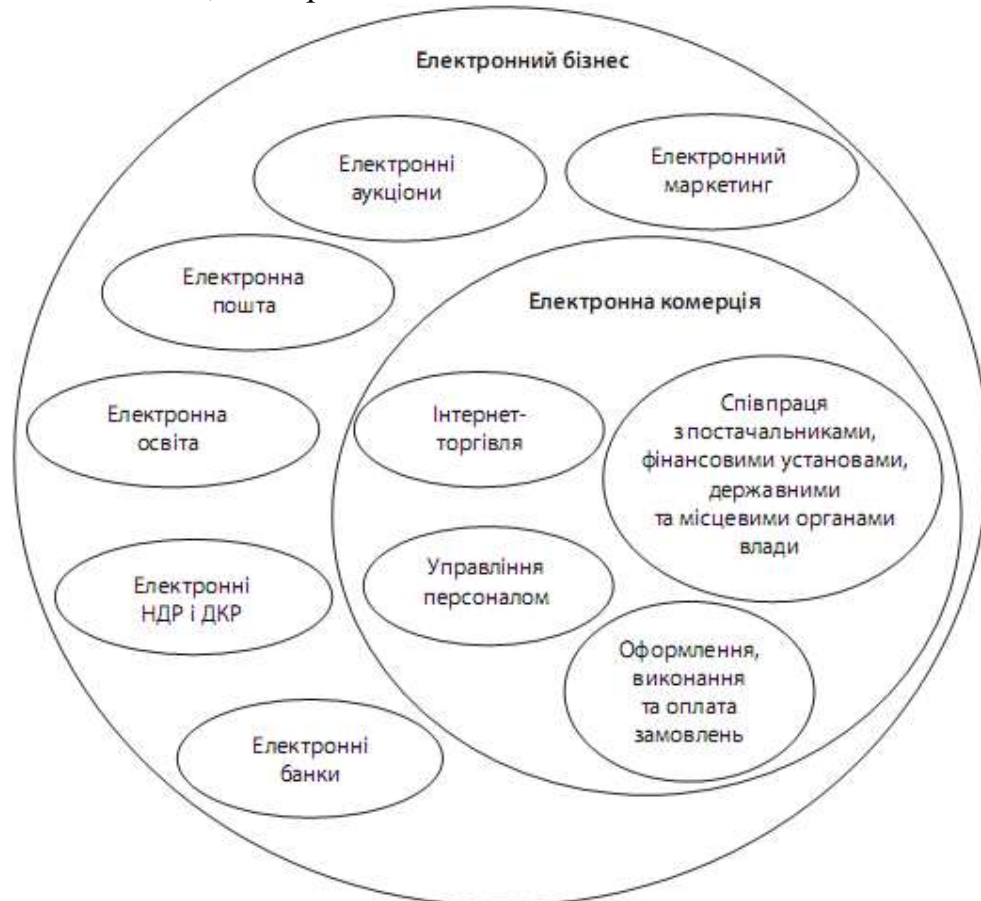 Електронний бізнес
Електронні
аукціони
Електронний
маркетинг
Електронна
пошта
Електронна комерція
Електронна
освіта
Інтернет-
торгівля
Співпраця
з постачальниками,
фінансовими установами,
державними
та місцевими органами
влади
Електронні
НДР і ДКР
Управління
персоналом
Оформлення,
виконання
та оплата
замовлень
Електронні
банки